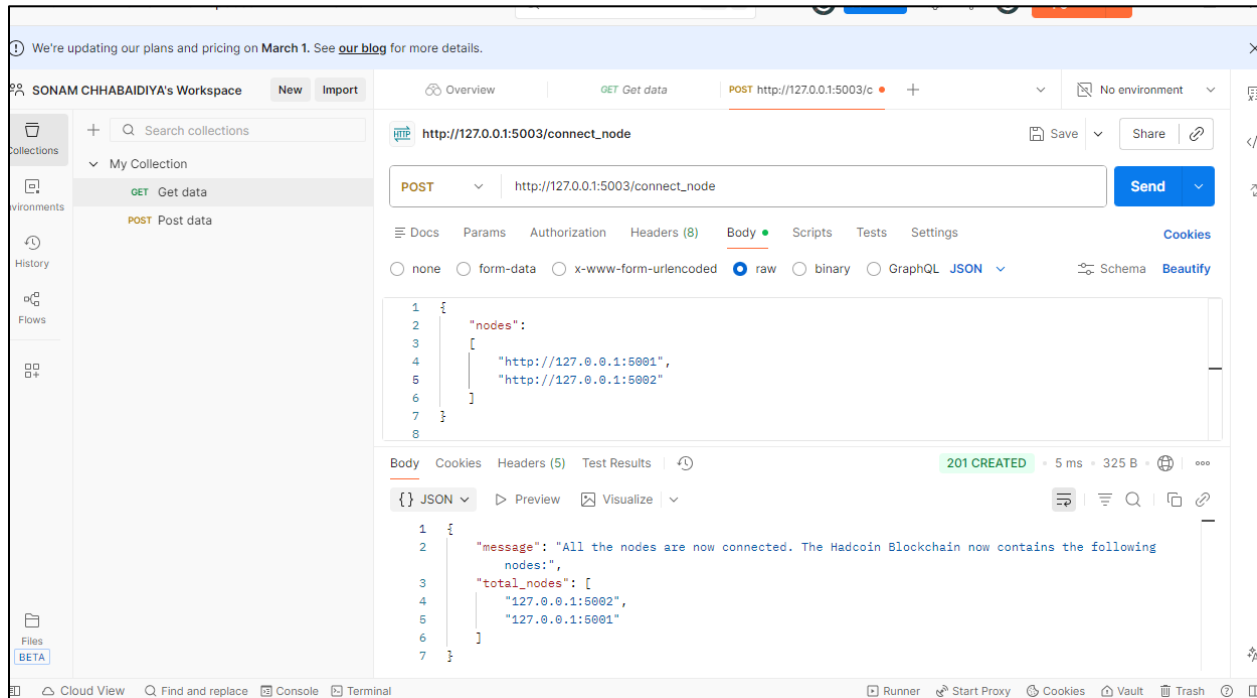 We're updating our plans and pricing on March 1. See our blog for more details.
SONAM CHHABAIDIYA's Workspace New Import
Overview GET Get data POST http://127.0.0.1:5003/c No environment
Collections
Search collections
My Collection
GET Get data
POST Post data
History
Flows
Files
BETA
HTTP http://127.0.0.1:5003/connect_node Save Share
POST http://127.0.0.1:5003/connect_node Send
Docs Params Authorization Headers (8) Body Scripts Tests Settings Cookies
none form-data x-www-form-urlencoded raw binary GraphQL JSON Schema Beautify
1 {
2 "nodes":
3 [
4 "http://127.0.0.1:5001",
5 "http://127.0.0.1:5002"
6 ]
7 }
8
Body Cookies Headers (5) Test Results 201 CREATED 5 ms 325 B
{} JSON Preview Visualize
1 {
2 "message": "All the nodes are now connected. The Hadcoin Blockchain now contains the following
nodes:",
3 "total_nodes": [
4 "127.0.0.1:5002",
5 "127.0.0.1:5001"
6 ]
7 }
Cloud View Find and replace Console Terminal Runner Start Proxy Cookies Vault Trash